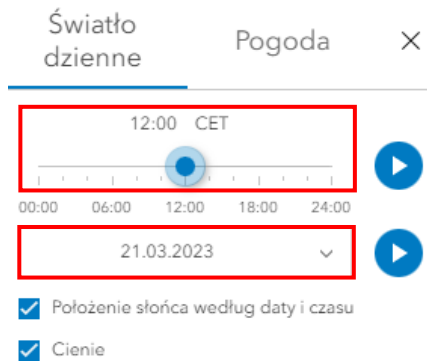 Światło
dzienne
Pogoda
12:00 CET
00:00 06:00 12:00 18:00 24:00
21.03.2023
Położenie słońca według daty i czasu
Cienie